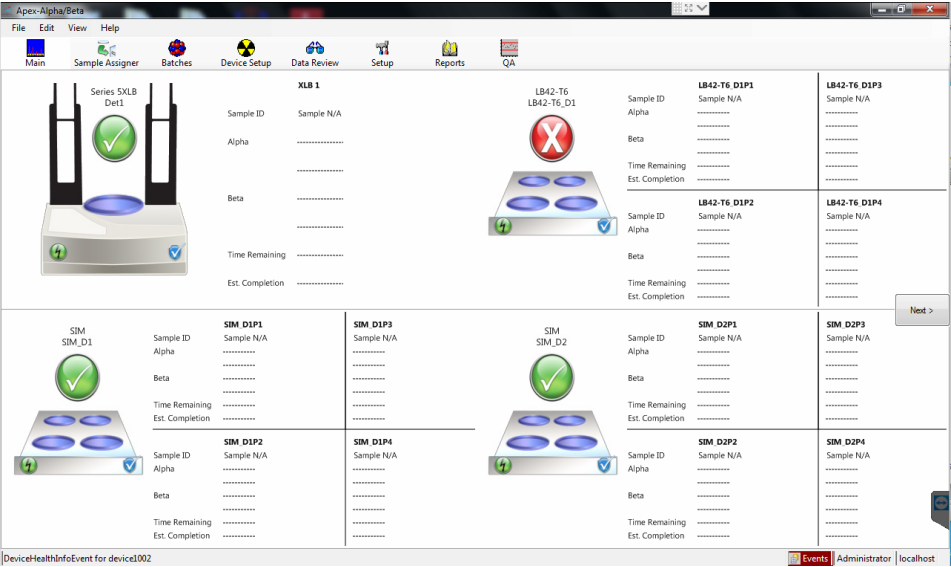 Apex-Alpha/Beta
File Edit View Help
Main Sample Assigner Batches Device Setup Data Review Setup Reports QA
Series 5XLB
Det1
XLB 1
Sample ID Sample N/A
Alpha ----------------
----------------
Beta ----------------
----------------
Time Remaining ----------------
Est. Completion ----------------
LB42-T6
LB42-T6_D1
X
LB42-T6_D1P1 LB42-T6_D1P3
Sample ID Sample N/A Sample N/A
Alpha ----------- -----------
----------- -----------
Beta ----------- -----------
----------- -----------
Time Remaining ----------- -----------
Est. Completion ----------- -----------
LB42-T6_D1P2 LB42-T6_D1P4
Sample ID Sample N/A Sample N/A
Alpha ----------- -----------
----------- -----------
Beta ----------- -----------
----------- -----------
Time Remaining ----------- -----------
Est. Completion ----------- -----------
Next >
SIM
SIM_D1
SIM_D1P1 SIM_D1P3
Sample ID Sample N/A Sample N/A
Alpha ----------- -----------
----------- -----------
Beta ----------- -----------
----------- -----------
Time Remaining ----------- -----------
Est. Completion ----------- -----------
SIM_D1P2 SIM_D1P4
Sample ID Sample N/A Sample N/A
Alpha ----------- -----------
----------- -----------
Beta ----------- -----------
----------- -----------
Time Remaining ----------- -----------
Est. Completion ----------- -----------
SIM
SIM_D2
SIM_D2P1 SIM_D2P3
Sample ID Sample N/A Sample N/A
Alpha ----------- -----------
----------- -----------
Beta ----------- -----------
----------- -----------
Time Remaining ----------- -----------
Est. Completion ----------- -----------
SIM_D2P2 SIM_D2P4
Sample ID Sample N/A Sample N/A
Alpha ----------- -----------
----------- -----------
Beta ----------- -----------
----------- -----------
Time Remaining ----------- -----------
Est. Completion ----------- -----------
DeviceHealthInfoEvent for device1002 Events Administrator localhost